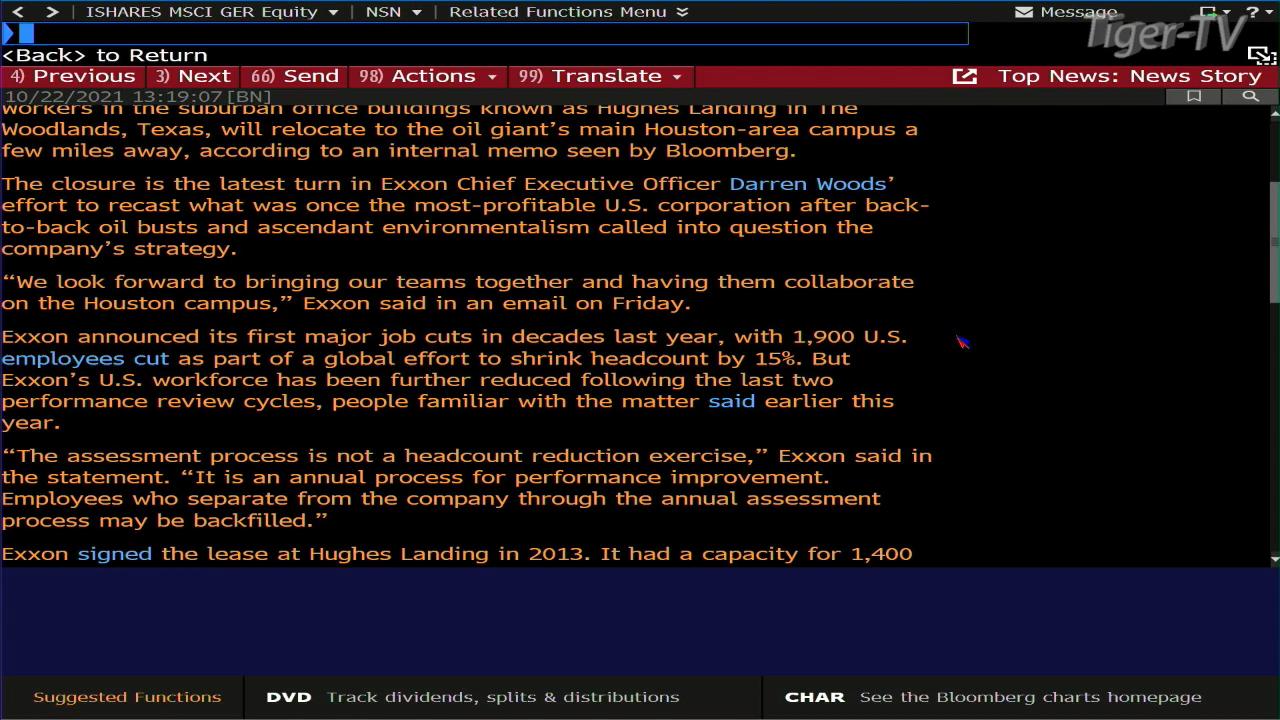 ISHARES MSCI GER Equity NSN Related Functions Menu Message ?
Tiger-TV
<Back> to Return
4) Previous 3) Next 66) Send 98) Actions 99) Translate Top News: News Story
10/22/2021 13:19:07[BN]
Workers in the suburban office buildings known as Hughes Landing in The
Woodlands, Texas, will relocate to the oil giant’s main Houston-area campus a
few miles away, according to an internal memo seen by Bloomberg.
The closure is the latest turn in Exxon Chief Executive Officer Darren Woods’
effort to recast what was once the most-profitable U.S. corporation after back-
to-back oil busts and ascendant environmentalism called into question the
company’s strategy.
“We look forward to bringing our teams together and having them collaborate
on the Houston campus,” Exxon said in an email on Friday.
Exxon announced its first major job cuts in decades last year, with 1,900 U.S.
employees cut as part of a global effort to shrink headcount by 15%. But
Exxon’s U.S. workforce has been further reduced following the last two
performance review cycles, people familiar with the matter said earlier this
year.
“The assessment process is not a headcount reduction exercise,” Exxon said in
the statement. “It is an annual process for performance improvement.
Employees who separate from the company through the annual assessment
process may be backfilled.”
Exxon signed the lease at Hughes Landing in 2013. It had a capacity for 1,400
Suggested Functions DVD Track dividends, splits & distributions CHAR See the Bloomberg charts homepage